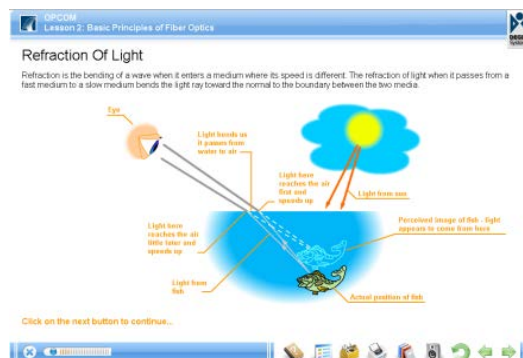 OPCOM
Lesson 2: Basic Principles of Fiber Optics
Refraction Of Light
Refraction is the bending of a wave when it enters a medium where its speed is different. The refraction of light when it passes from a
fast medium to a slow medium bends the light ray toward the normal to the boundary between the two media.
Eye
Light bends as
it passes from
water to air
Light here
reaches the air
first and
speeds up
Light from sun
Light here
reaches the air
little later and
speeds up
Perceived image of fish - light
appears to come from here
Light from
fish
Actual position of fish
Click on the next button to continue...